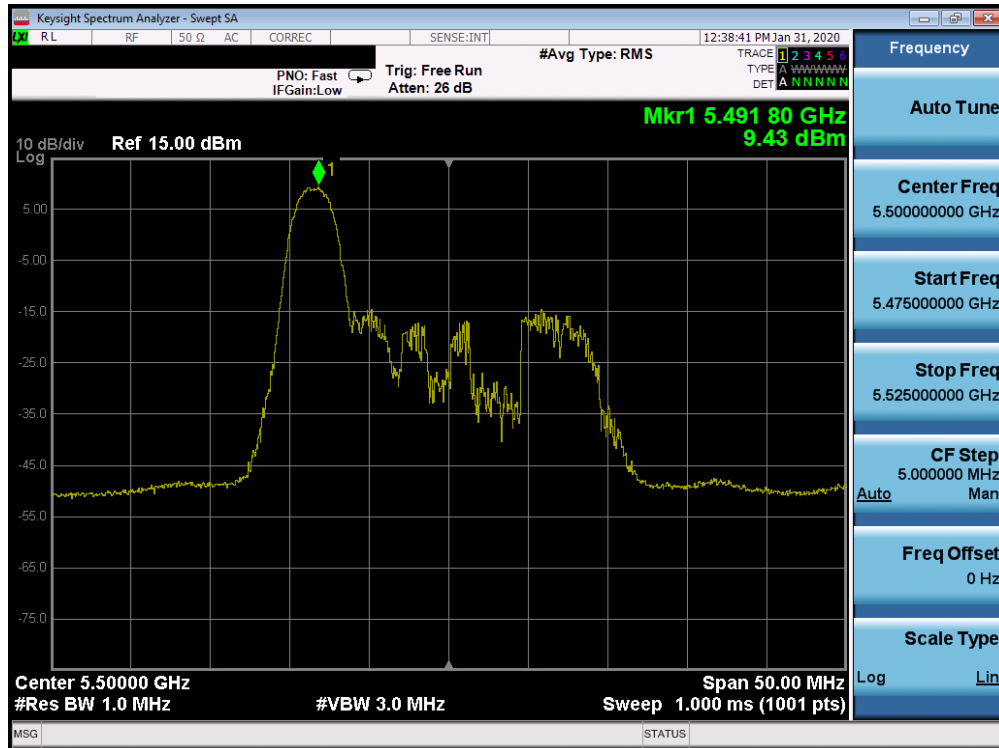 Keysight Spectrum Analyzer - Swept SA
LXI RL RF 50 Ω AC CORREC SENSE:INT 12:38:41 PM Jan 31, 2020
#Avg Type: RMS TRACE 1 2 3 4 5 6
PNO: Fast Trig: Free Run TYPE A WWWWW
IFGain:Low Atten: 26 dB DET A N N N N N
Mkr1 5.491 80 GHz
9.43 dBm
10 dB/div Ref 15.00 dBm
Log
1
5.00
-5.00
-15.0
-25.0
-35.0
-45.0
-55.0
-65.0
-75.0
Center 5.50000 GHz Span 50.00 MHz
#Res BW 1.0 MHz #VBW 3.0 MHz Sweep 1.000 ms (1001 pts)
MSG STATUS
Frequency
Auto Tune
Center Freq
5.500000000 GHz
Start Freq
5.475000000 GHz
Stop Freq
5.525000000 GHz
CF Step
5.000000 MHz
Auto Man
Freq Offset
0 Hz
Scale Type
Log Lin